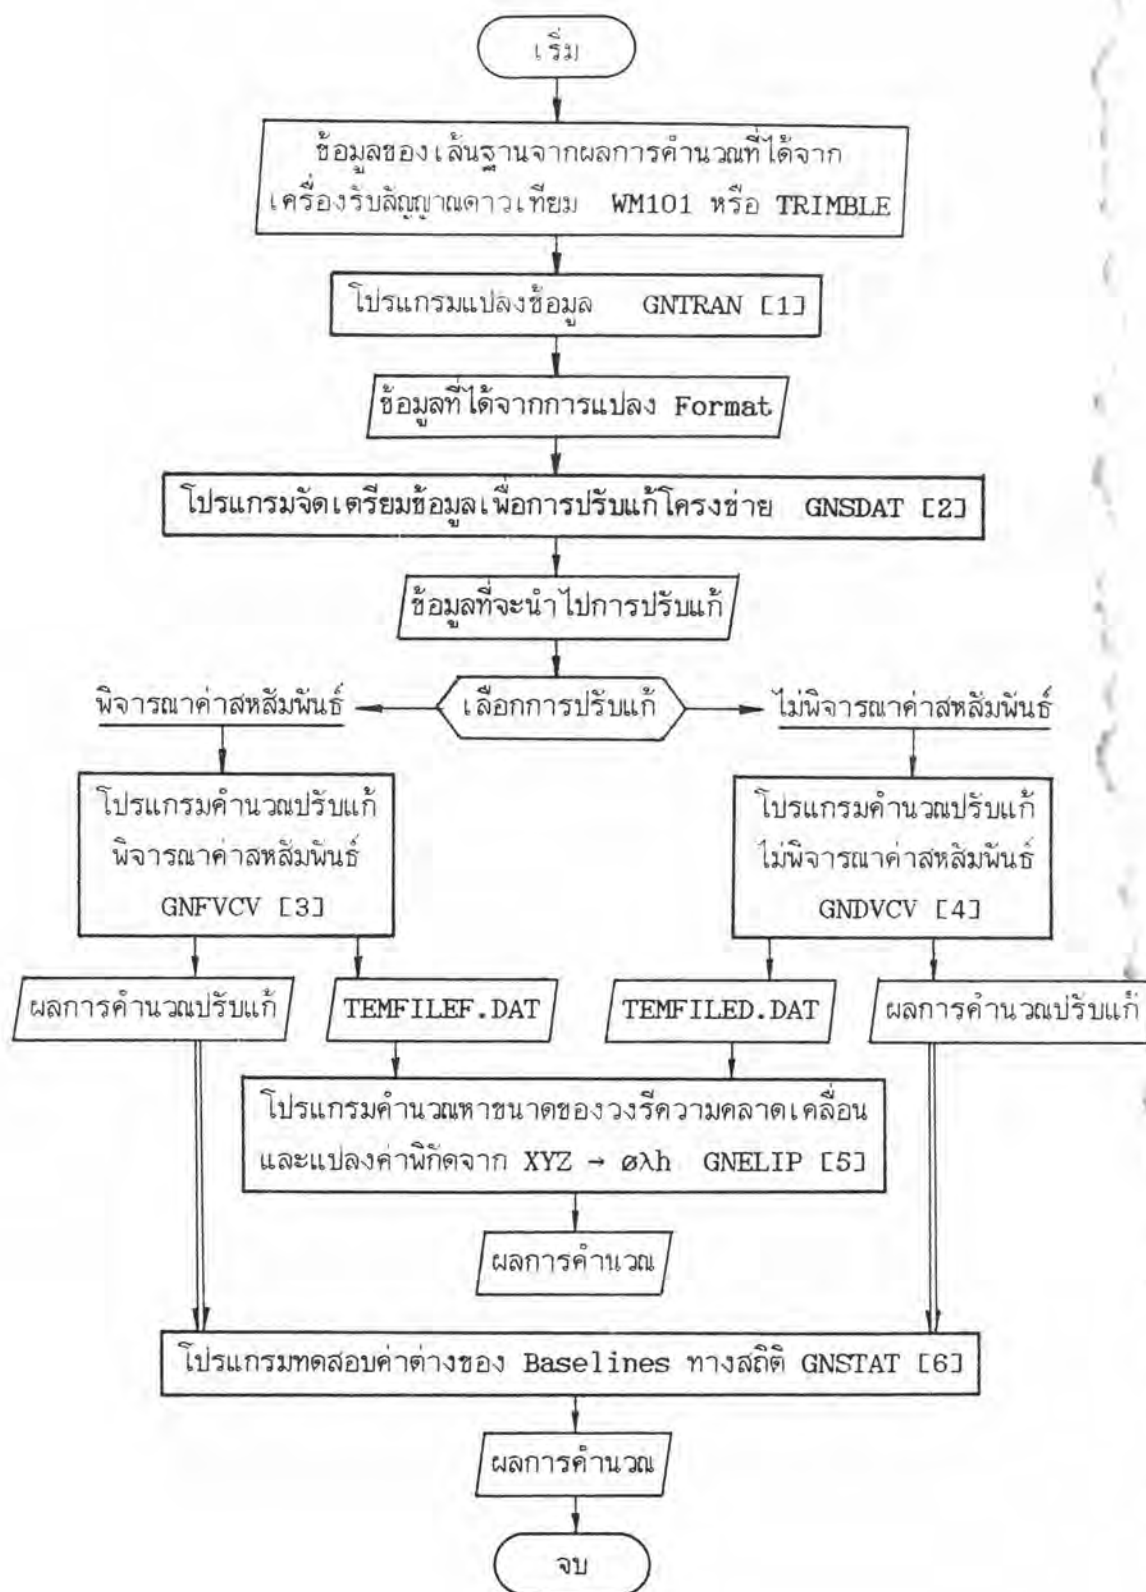 เริ่ม
ข้อมูลของเส้นฐานจากผลการคำนวณที่ได้จาก
เครื่องรับสัญญาณดาวเทียม WM101 หรือ TRIMBLE
โปรแกรมแปลงข้อมูล GNTRAN [1]
ข้อมูลที่ได้จากการแปลง Format
โปรแกรมจัดเตรียมข้อมูลเพื่อการปรับแก้โครงข่าย GNSDAT [2]
ข้อมูลที่จะนำไปการปรับแก้
พิจารณาค่าสหสัมพันธ์
เลือกการปรับแก้
ไม่พิจารณาค่าสหสัมพันธ์
โปรแกรมคำนวณปรับแก้
พิจารณาค่าสหสัมพันธ์
GNFVCV [3]
โปรแกรมคำนวณปรับแก้
ไม่พิจารณาค่าสหสัมพันธ์
GNDVCV [4]
ผลการคำนวณปรับแก้
TEMFILEF.DAT
TEMFILED.DAT
ผลการคำนวณปรับแก้
โปรแกรมคำนวณหาขนาดของวงรีความคลาดเคลื่อน
และแปลงค่าพิกัดจาก XYZ → øλh GNELIP [5]
ผลการคำนวณ
โปรแกรมทดสอบค่าต่างของ Baselines ทางสถิติ GNSTAT [6]
ผลการคำนวณ
จบ